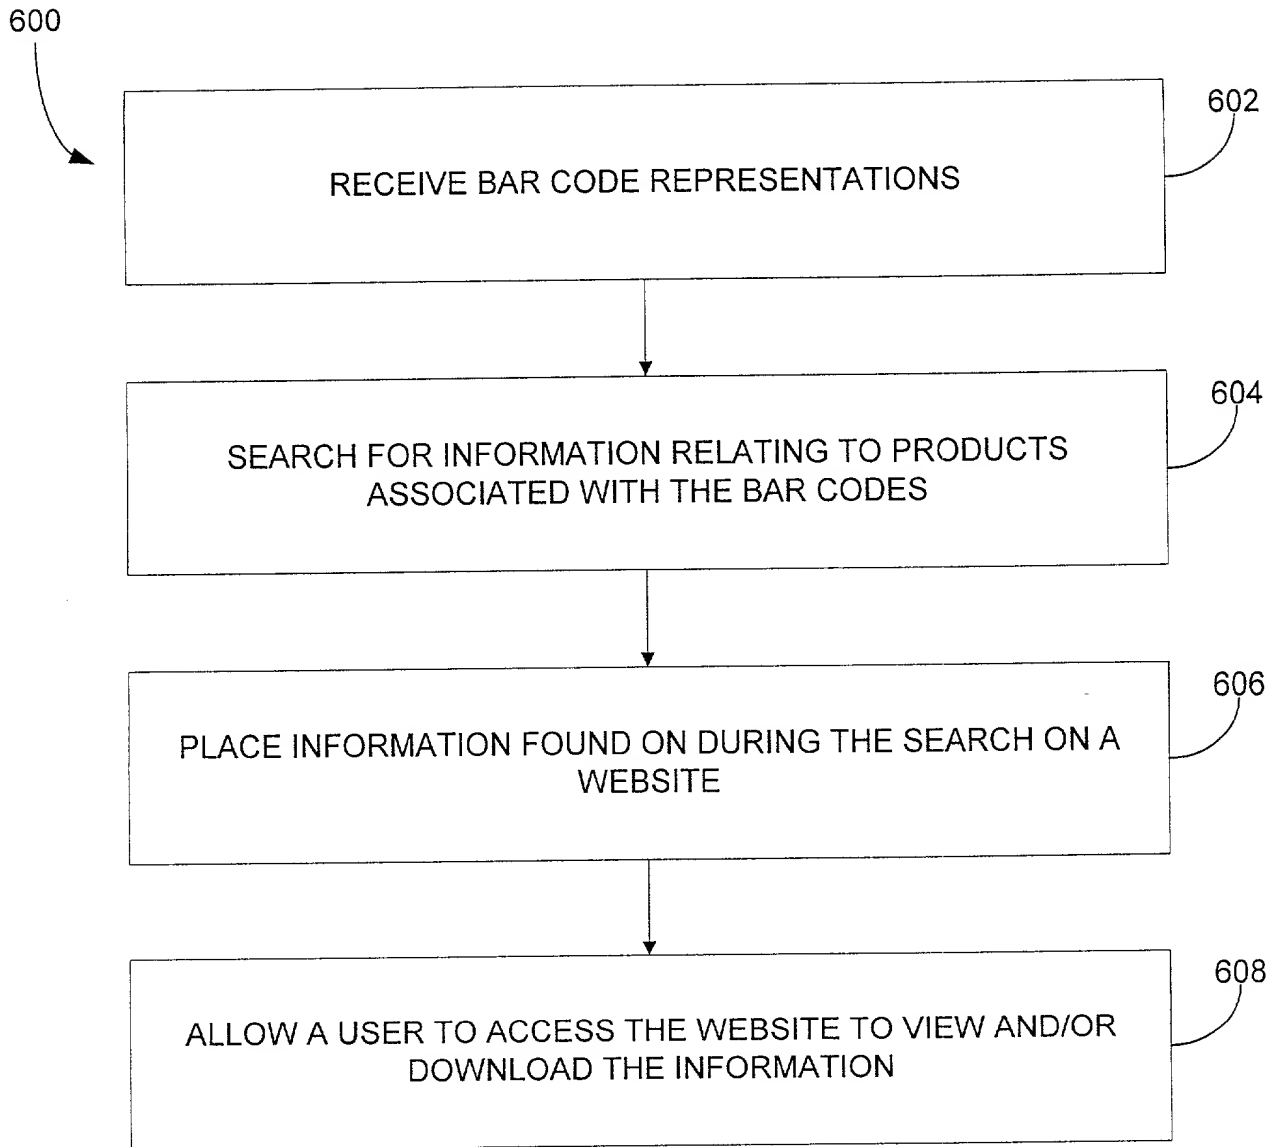 600
602
RECEIVE BAR CODE REPRESENTATIONS
604
SEARCH FOR INFORMATION RELATING TO PRODUCTS
ASSOCIATED WITH THE BAR CODES
606
PLACE INFORMATION FOUND ON DURING THE SEARCH ON A
WEBSITE
608
ALLOW A USER TO ACCESS THE WEBSITE TO VIEW AND/OR
DOWNLOAD THE INFORMATION